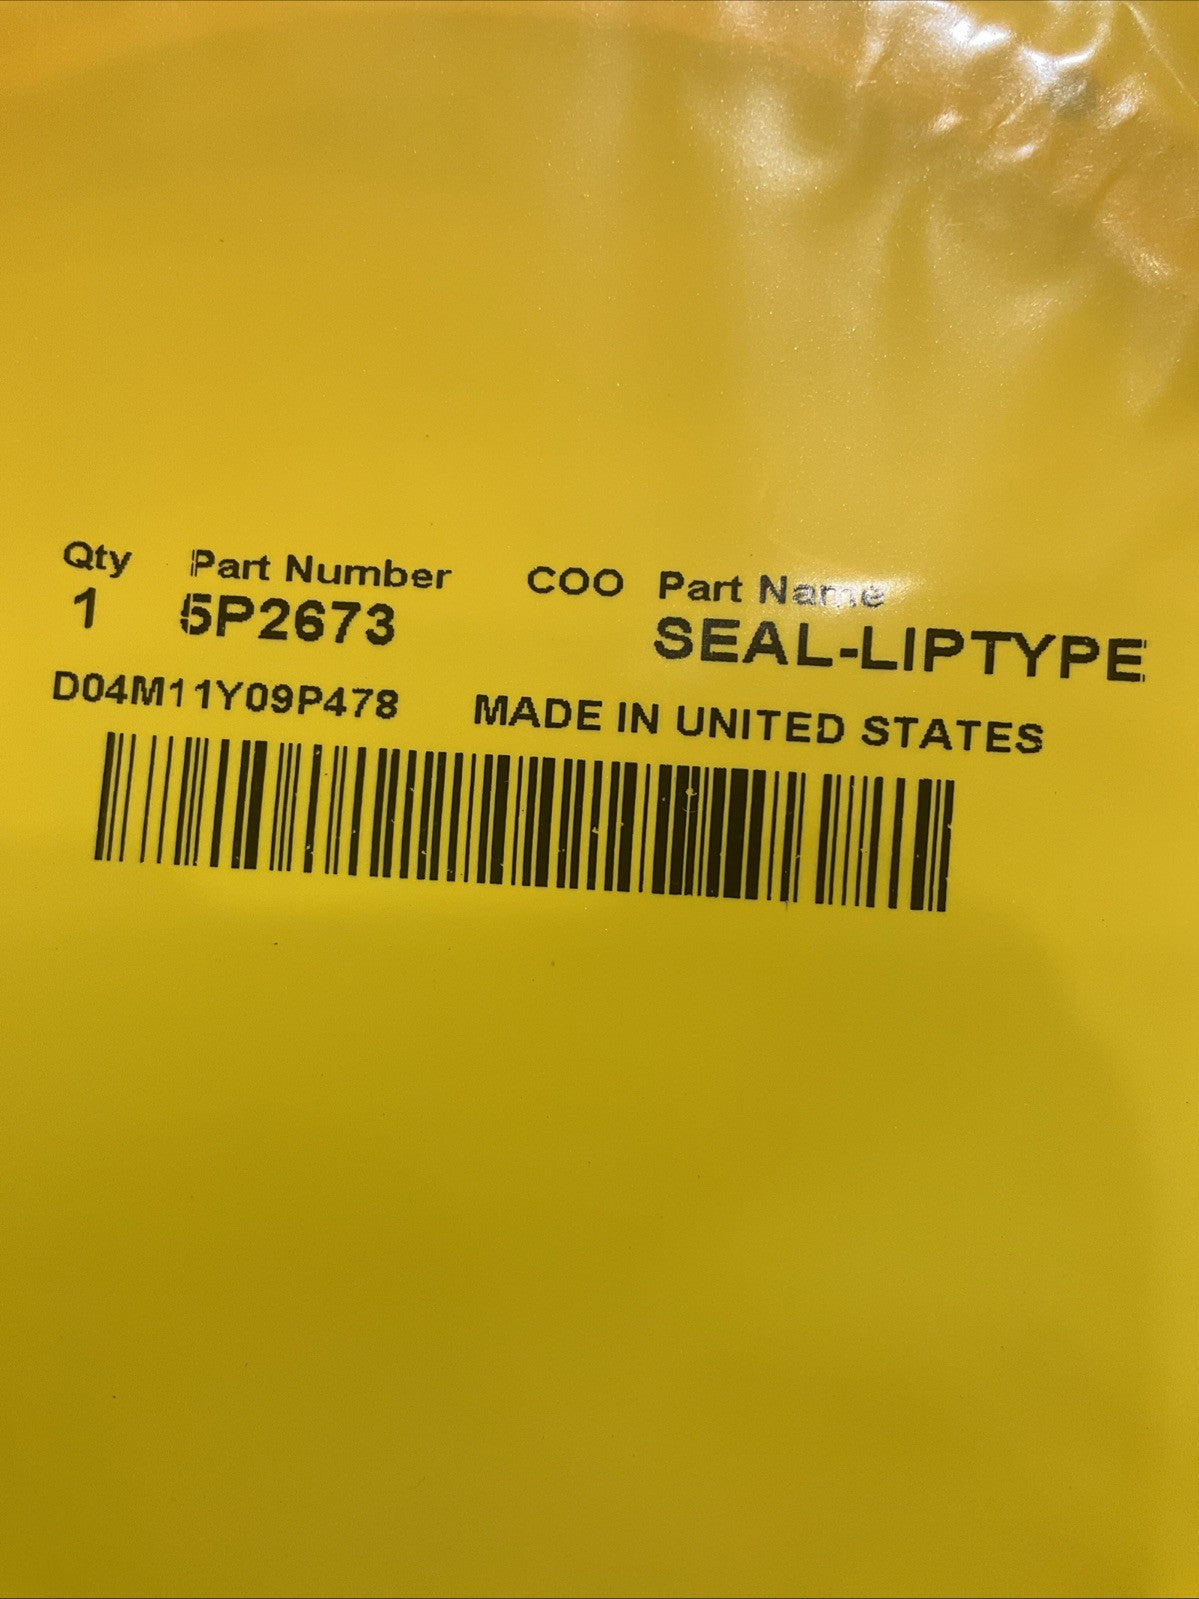 Qty Part Number COO Part Name
1 5P2673 SEAL-LIPTYPE
D04M11Y09P478 MADE IN UNITED STATES